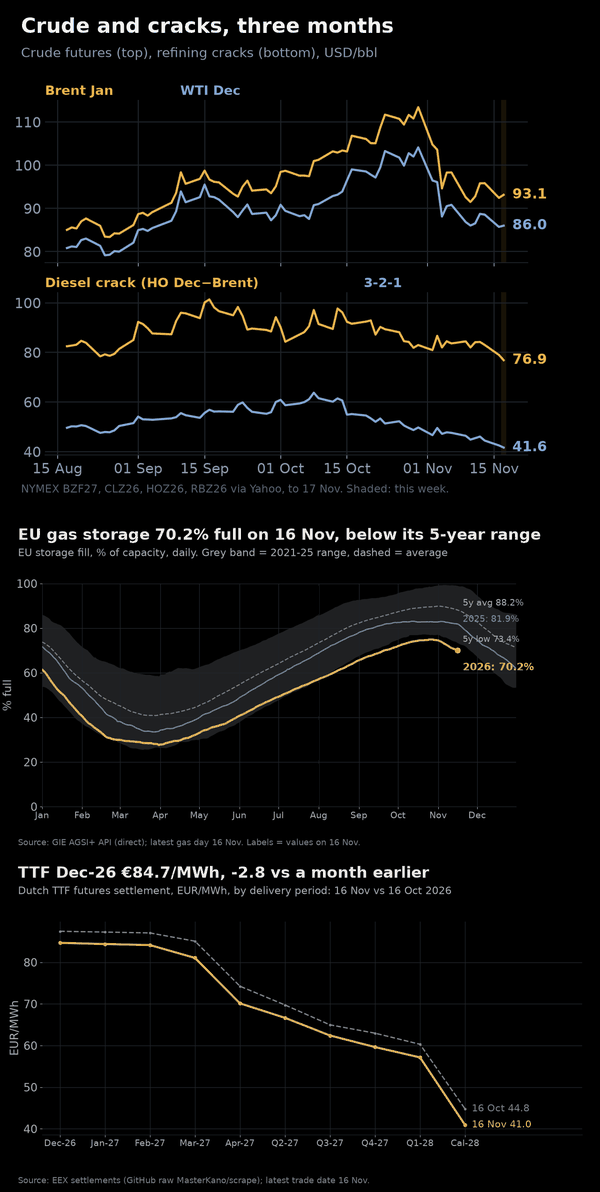 Crude and cracks, three months
Crude futures (top), refining cracks (bottom), USD/bbl
Brent Jan WTI Dec
110
100
90
80
93.1
86.0
Diesel crack (HO Dec−Brent) 3-2-1
100
80
60
40
76.9
41.6
15 Aug 01 Sep 15 Sep 01 Oct 15 Oct 01 Nov 15 Nov
NYMEX BZF27, CLZ26, HOZ26, RBZ26 via Yahoo, to 17 Nov. Shaded: this week.
EU gas storage 70.2% full on 16 Nov, below its 5-year range
EU storage fill, % of capacity, daily. Grey band = 2021-25 range, dashed = average
% full
100
80
60
40
20
0
5y avg 88.2%
2025: 81.9%
5y low 73.4%
2026: 70.2%
Jan Feb Mar Apr May Jun Jul Aug Sep Oct Nov Dec
Source: GIE AGSI+ API (direct); latest gas day 16 Nov. Labels = values on 16 Nov.
TTF Dec-26 €84.7/MWh, -2.8 vs a month earlier
Dutch TTF futures settlement, EUR/MWh, by delivery period: 16 Nov vs 16 Oct 2026
EUR/MWh
80
70
60
50
40
16 Oct 44.8
16 Nov 41.0
Dec-26 Jan-27 Feb-27 Mar-27 Apr-27 Q2-27 Q3-27 Q4-27 Q1-28 Cal-28
Source: EEX settlements (GitHub raw MasterKano/scrape); latest trade date 16 Nov.